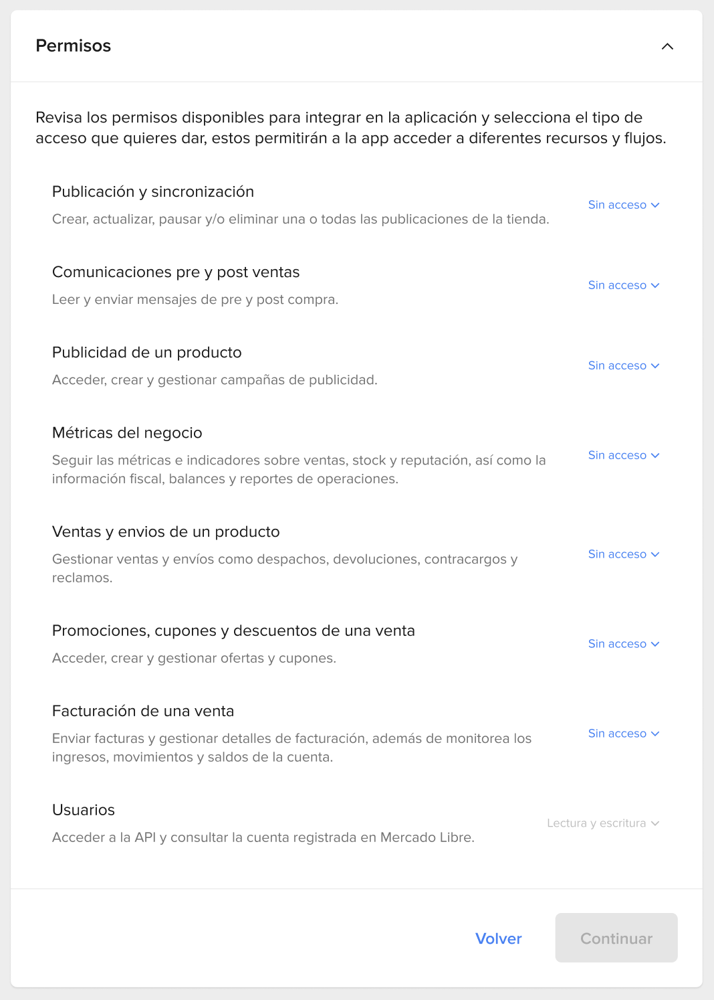 Permisos
Revisa los permisos disponibles para integrar en la aplicación y selecciona el tipo de
acceso que quieres dar, estos permitirán a la app acceder a diferentes recursos y flujos.
Publicación y sincronización
Sin acceso
Crear, actualizar, pausar y/o eliminar una o todas las publicaciones de la tienda.
Comunicaciones pre y post ventas
Sin acceso
Leer y enviar mensajes de pre y post compra.
Publicidad de un producto
Sin acceso
Acceder, crear y gestionar campañas de publicidad.
Métricas del negocio
Sin acceso
Seguir las métricas e indicadores sobre ventas, stock y reputación, así como la
información fiscal, balances y reportes de operaciones.
Ventas y envios de un producto
Sin acceso
Gestionar ventas y envíos como despachos, devoluciones, contracargos y
reclamos.
Promociones, cupones y descuentos de una venta
Sin acceso
Acceder, crear y gestionar ofertas y cupones.
Facturación de una venta
Sin acceso
Enviar facturas y gestionar detalles de facturación, además de monitorea los
ingresos, movimientos y saldos de la cuenta.
Usuarios
Lectura y escritura
Acceder a la API y consultar la cuenta registrada en Mercado Libre.
Volver
Continuar